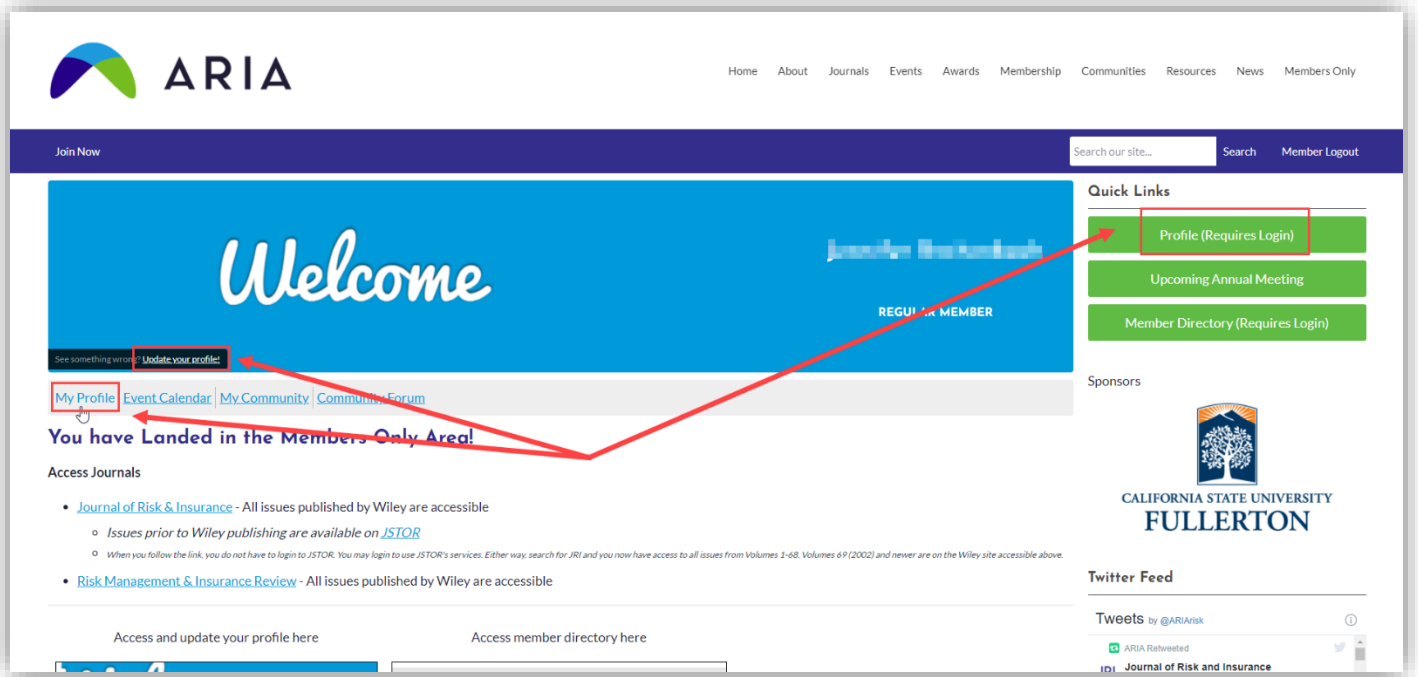 ARIA
Home About Journals Events Awards Membership Communities Resources News Members Only
Join Now
Search our site... Search Member Logout
Welcome
REGULAR MEMBER
See something wrong? Update your profile!
My Profile Event Calendar My Community Community Forum
You have Landed in the Members Only Area!
Access Journals
Journal of Risk & Insurance - All issues published by Wiley are accessible
Issues prior to Wiley publishing are available on JSTOR
When you follow the link, you do not have to login to JSTOR. You may login to use JSTOR's services. Either way, search for JRI and you now have access to all issues from Volumes 1-68. Volumes 69 (2002) and newer are on the Wiley site accessible above.
Risk Management & Insurance Review - All issues published by Wiley are accessible
Access and update your profile here Access member directory here
Quick Links
Profile (Requires Login)
Upcoming Annual Meeting
Member Directory (Requires Login)
Sponsors
CALIFORNIA STATE UNIVERSITY
FULLERTON
Twitter Feed
Tweets by @ARIArisk
ARIA Retweeted
JRI Journal of Risk and Insurance